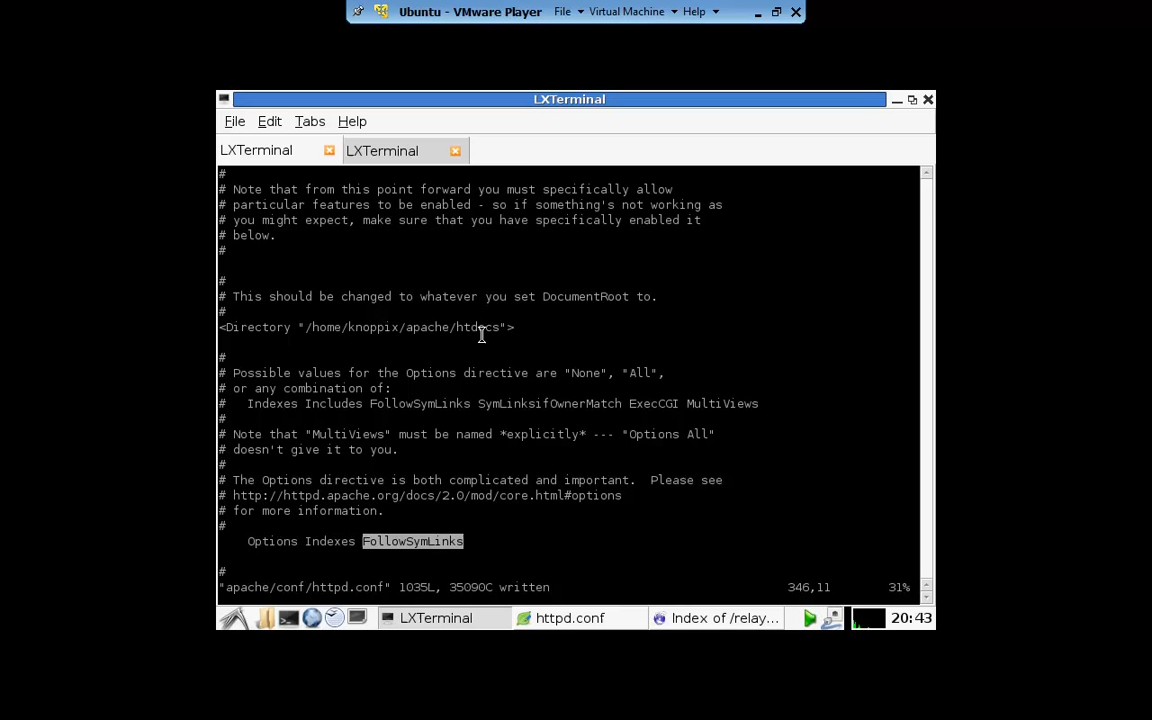 Ubuntu - VMware Player File Virtual Machine Help
LXTerminal
File Edit Tabs Help
LXTerminal LXTerminal
#
# Note that from this point forward you must specifically allow
# particular features to be enabled - so if something's not working as
# you might expect, make sure that you have specifically enabled it
# below.
#
#
# This should be changed to whatever you set DocumentRoot to.
#
<Directory "/home/knoppix/apache/htdocs">
#
# Possible values for the Options directive are "None", "All",
# or any combination of:
#   Indexes Includes FollowSymLinks SymLinksifOwnerMatch ExecCGI MultiViews
#
# Note that "MultiViews" must be named *explicitly* --- "Options All"
# doesn't give it to you.
#
# The Options directive is both complicated and important.  Please see
# http://httpd.apache.org/docs/2.0/mod/core.html#options
# for more information.
#
    Options Indexes FollowSymLinks
#
"apache/conf/httpd.conf" 1035L, 35090C written 346,11 31%
LXTerminal httpd.conf Index of /relay... 20:43